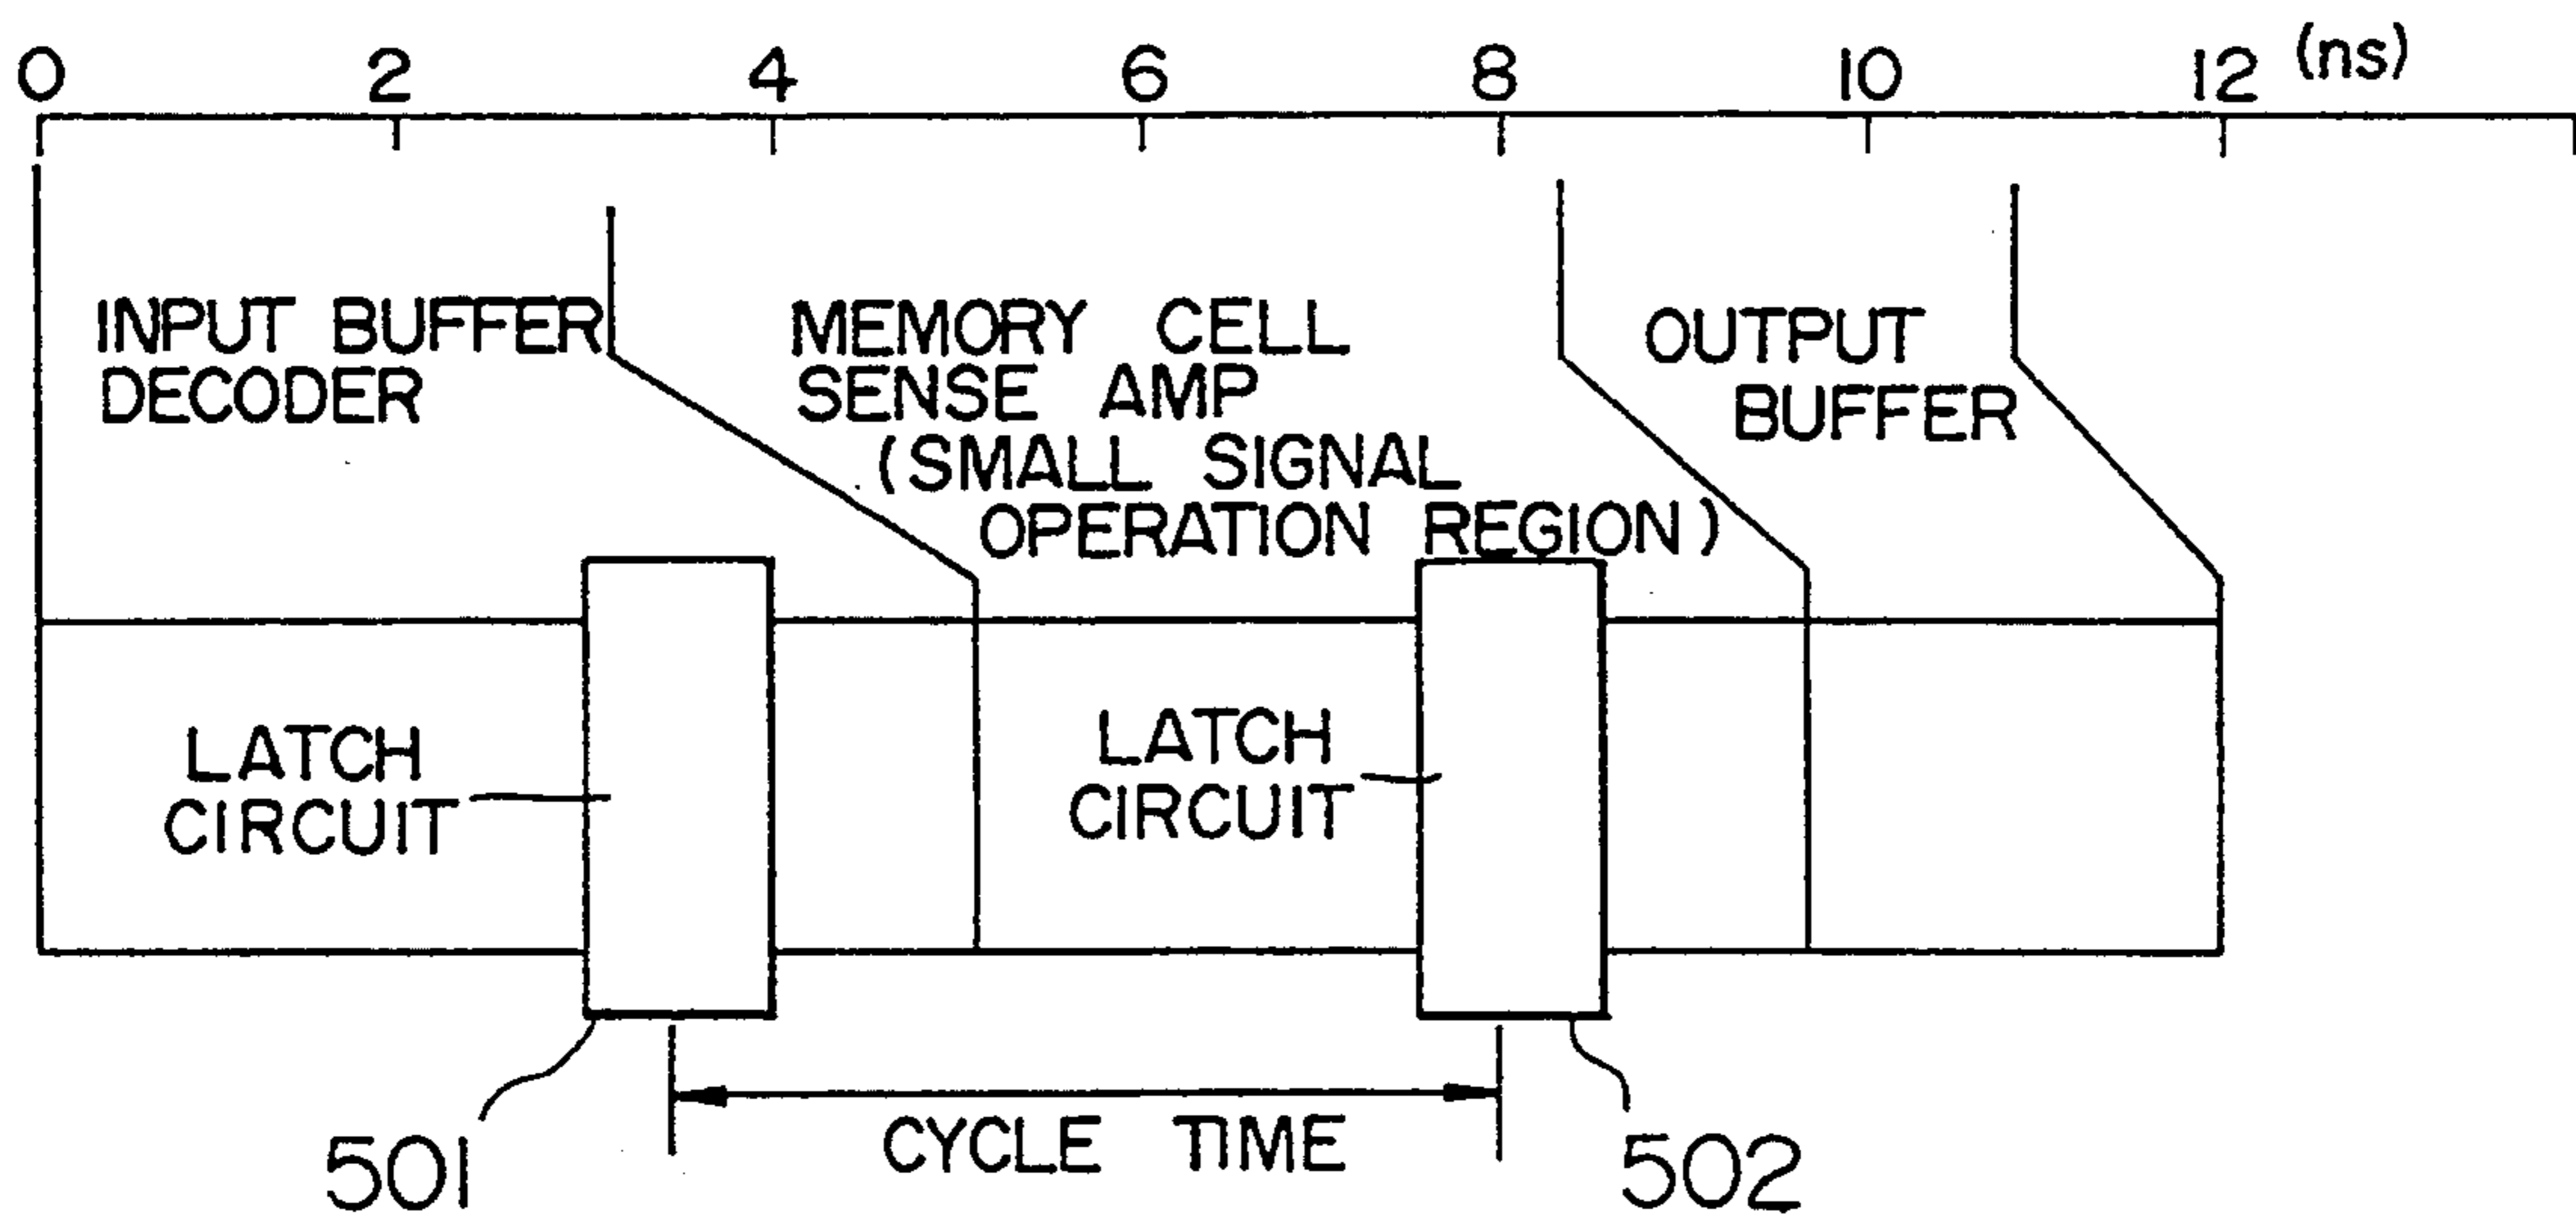 0 2 4 6 8 10 12 (ns)
INPUT BUFFER
DECODER
MEMORY CELL
SENSE AMP
(SMALL SIGNAL
OPERATION REGION)
OUTPUT
BUFFER
LATCH
CIRCUIT
LATCH
CIRCUIT
CYCLE TIME
501
502